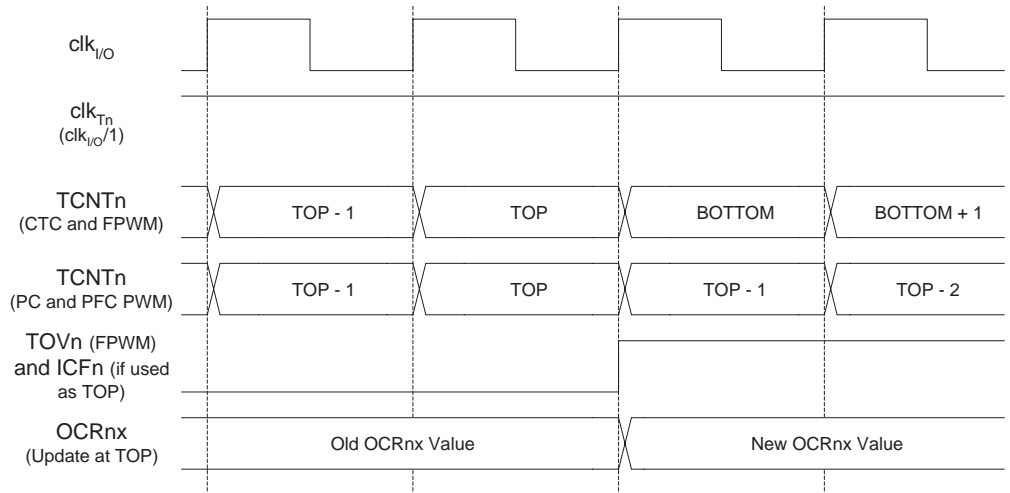 clkI/O
clkTn
(clkI/O/1)
TCNTn
(CTC and FPWM)
TOP - 1 TOP BOTTOM BOTTOM + 1
TCNTn
(PC and PFC PWM)
TOP - 1 TOP TOP - 1 TOP - 2
TOVn (FPWM)
and ICFn (if used
as TOP)
OCRnx
(Update at TOP)
Old OCRnx Value New OCRnx Value